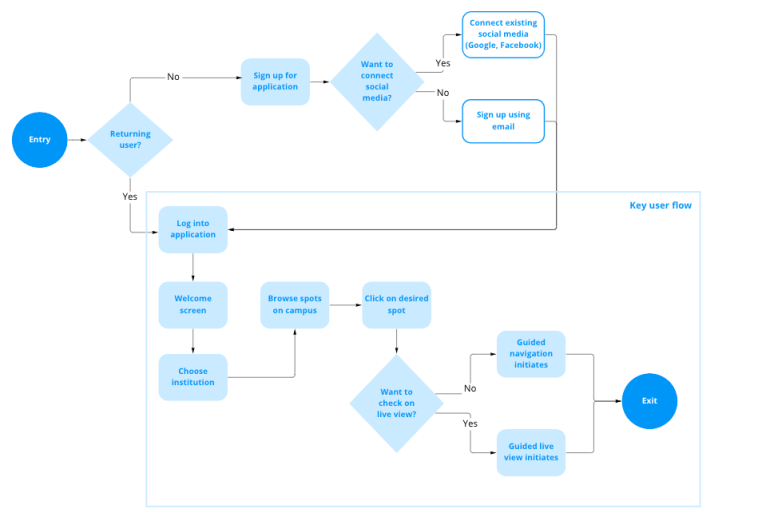 Connect existing
social media
(Google, Facebook)
Yes
No
Sign up for
application
Want to
connect
social
media?
No
Sign up using
email
Entry
Returning
user?
Yes
Key user flow
Log into
application
Welcome
screen
Browse spots
on campus
Click on desired
spot
Choose
institution
Want to
check on
live view?
No
Guided
navigation
initiates
Yes
Guided live
view initiates
Exit